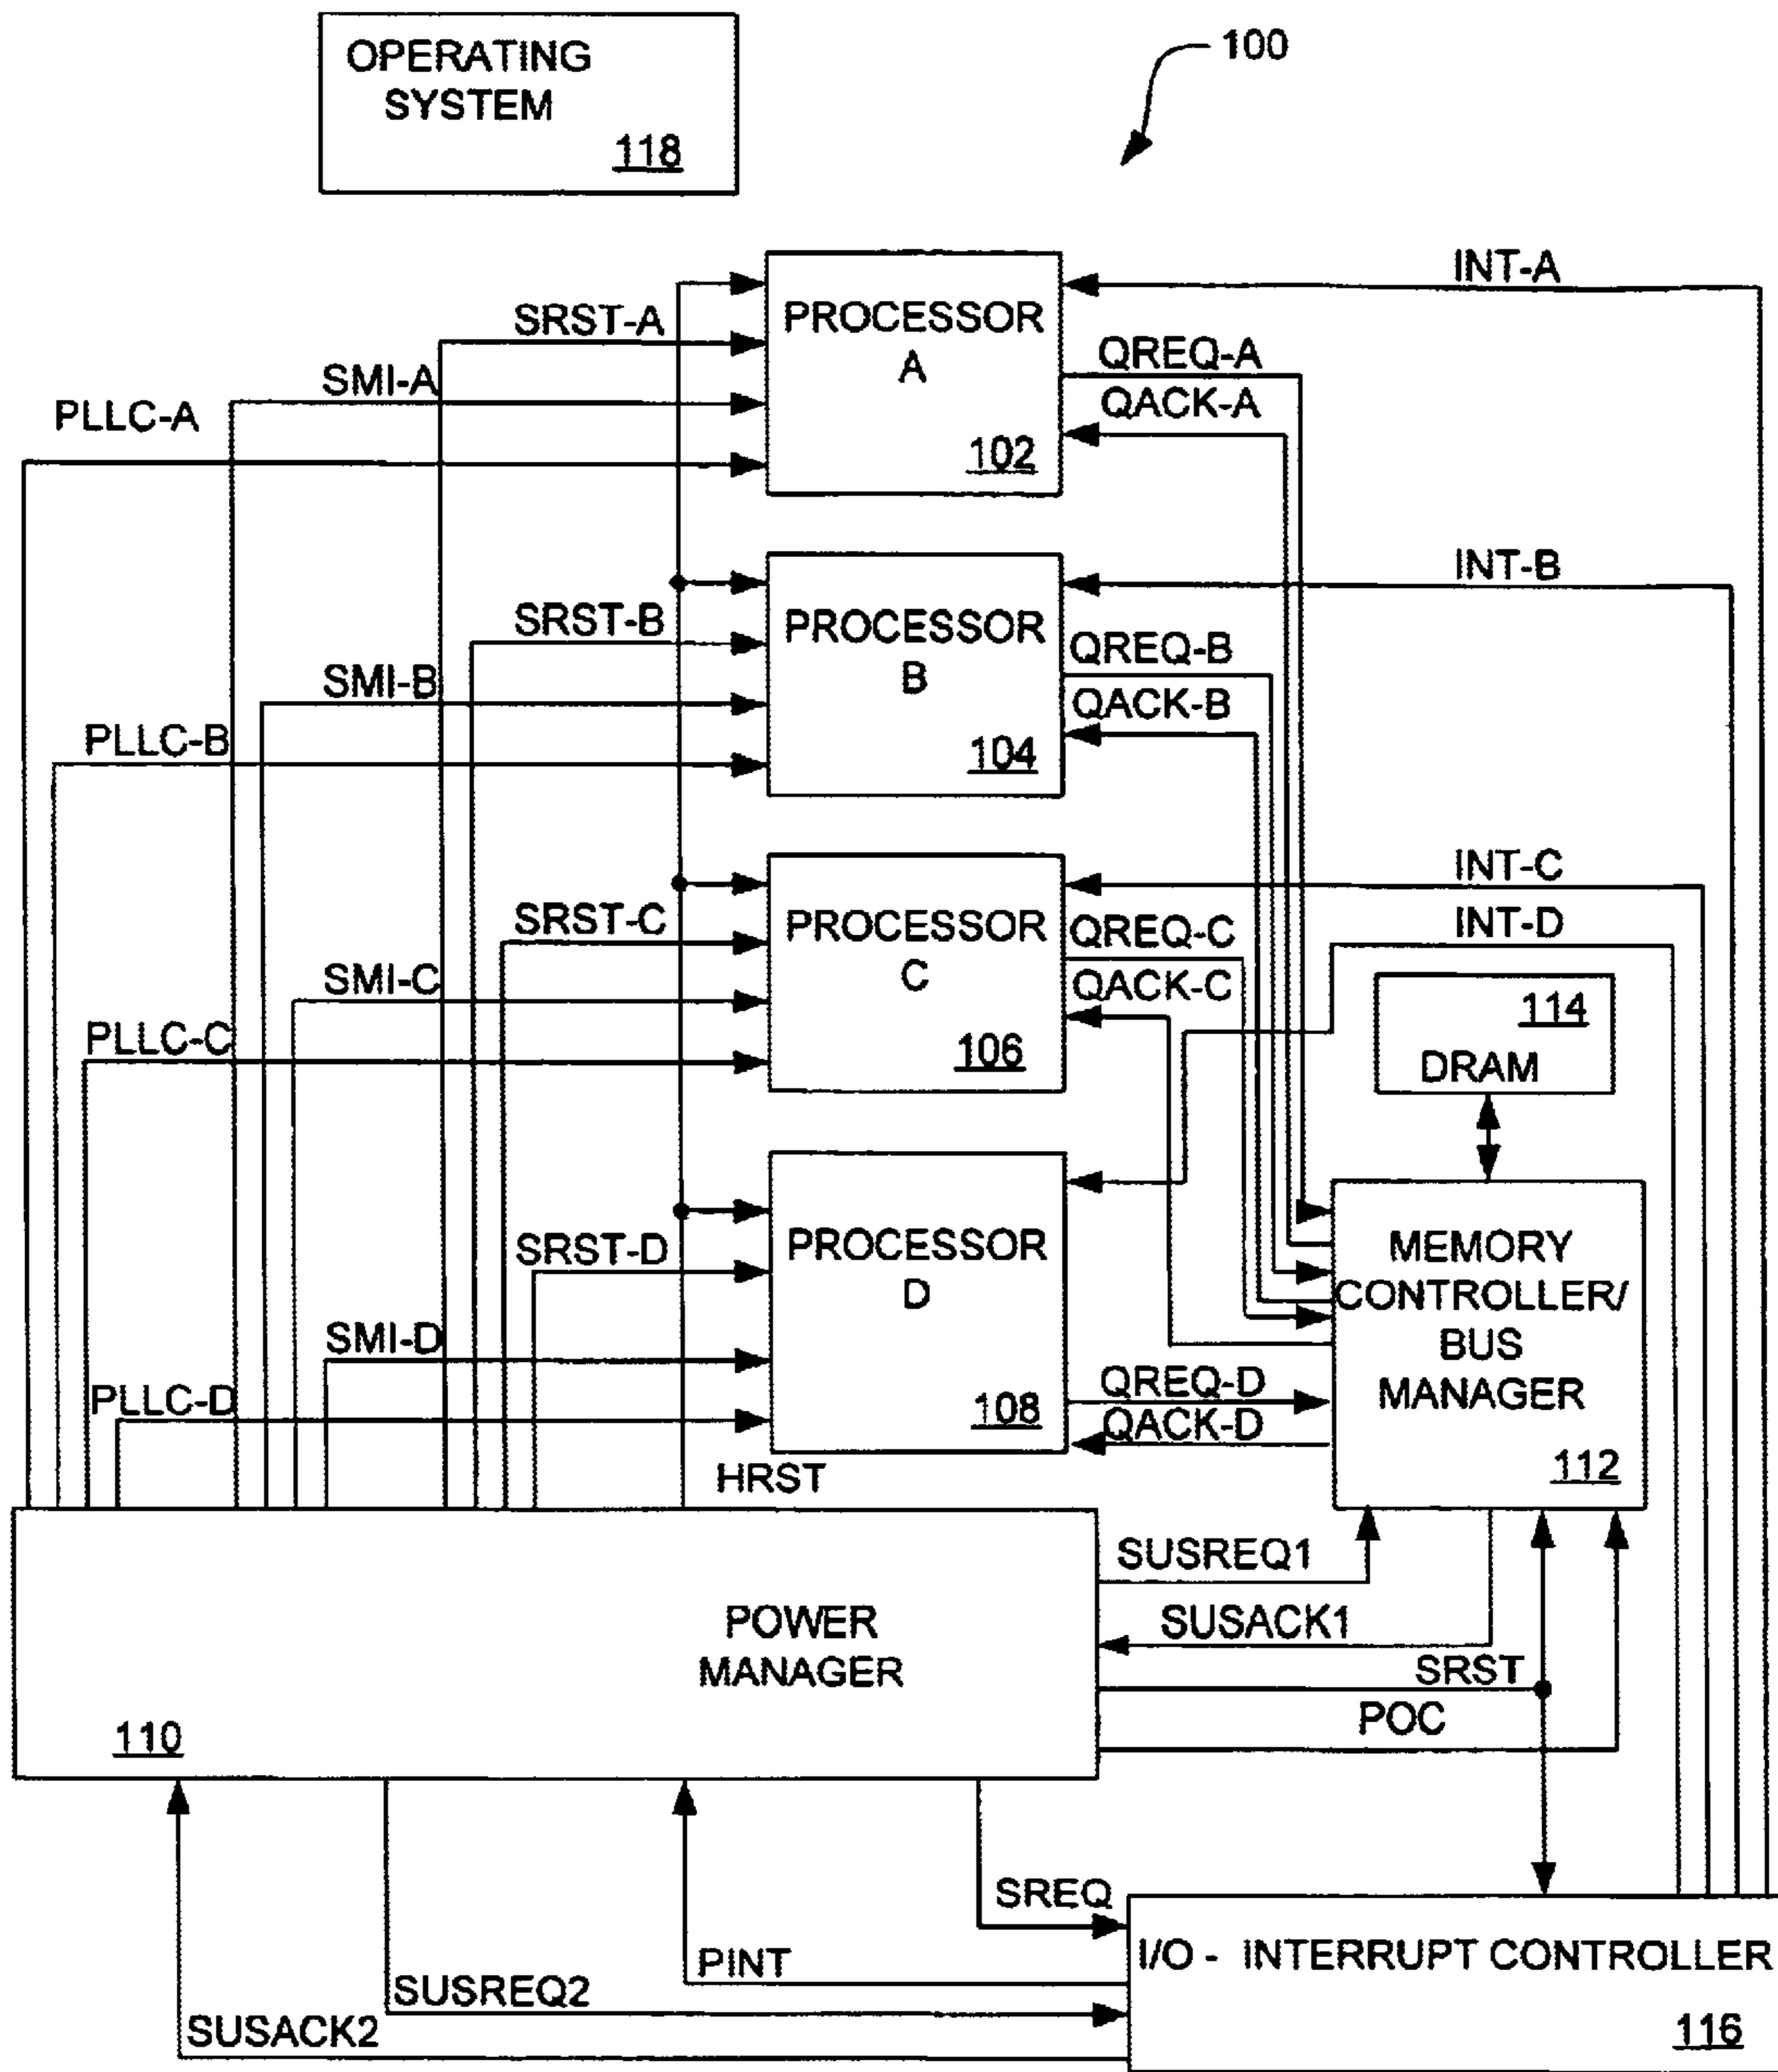 OPERATING
SYSTEM
118
100
PROCESSOR
A
102
SRST-A
SMI-A
PLLC-A
INT-A
QREQ-A
QACK-A
PROCESSOR
B
104
SRST-B
SMI-B
PLLC-B
INT-B
QREQ-B
QACK-B
PROCESSOR
C
106
SRST-C
SMI-C
PLLC-C
INT-C
QREQ-C
QACK-C
INT-D
114
DRAM
PROCESSOR
D
108
SRST-D
SMI-D
PLLC-D
QREQ-D
QACK-D
HRST
MEMORY
CONTROLLER/
BUS
MANAGER
112
POWER
MANAGER
110
SUSREQ1
SUSACK1
SRST
POC
SREQ
PINT
SUSREQ2
SUSACK2
I/O - INTERRUPT CONTROLLER
116